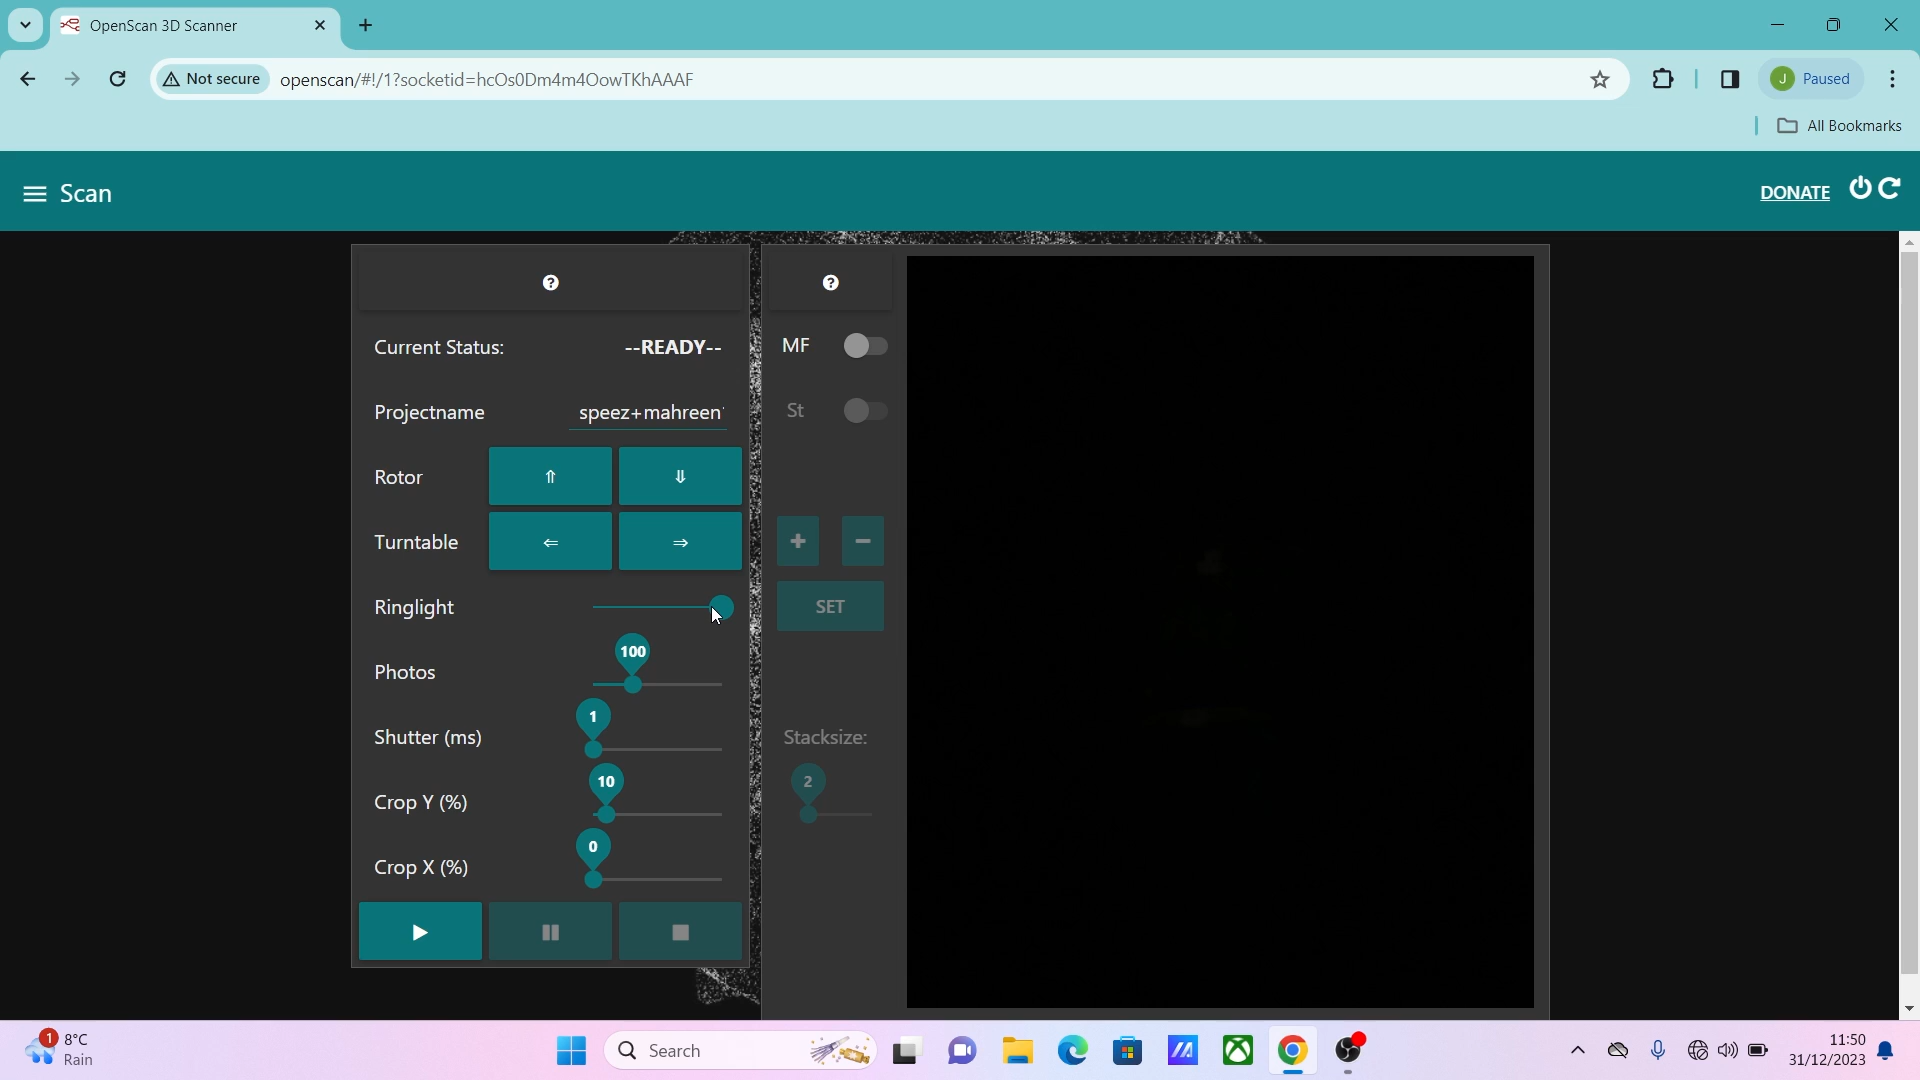 OpenScan 3D Scanner
Not secure
openscan/#!/1?socketid=hcOs0Dm4m4OowTKhAAAF
J
Paused
All Bookmarks
Scan
DONATE
Current Status:
--READY--
MF
Projectname
speez+mahreen
St
Rotor
⇑
⇓
Turntable
⇐
⇒
+
−
Ringlight
SET
Photos
100
Shutter (ms)
1
Stacksize:
Crop Y (%)
10
2
Crop X (%)
0
1
8°C
Rain
Search
11:50
31/12/2023